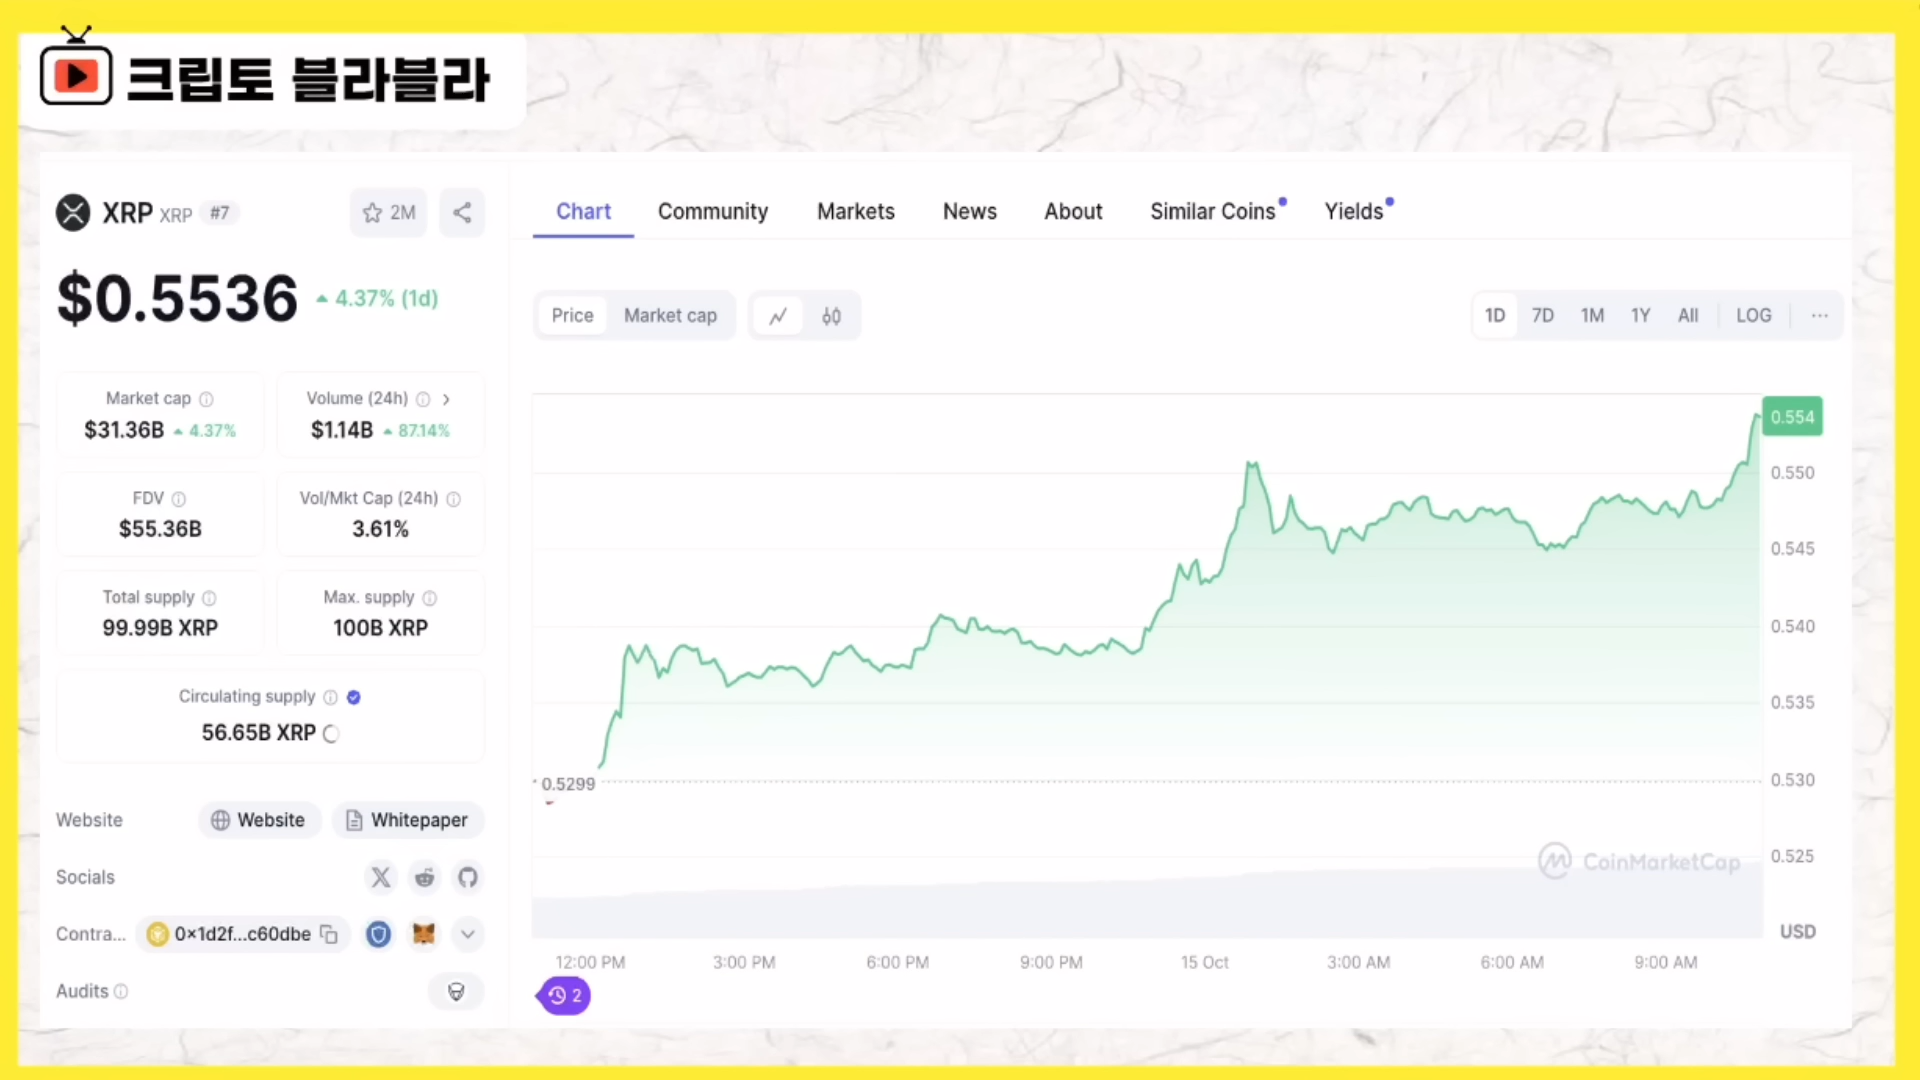 크립토 블라블라
XRP XRP #7
2M
$0.5536 4.37% (1d)
Market cap
$31.36B 4.37%
Volume (24h)
$1.14B 87.14%
FDV
$55.36B
Vol/Mkt Cap (24h)
3.61%
Total supply
99.99B XRP
Max. supply
100B XRP
Circulating supply
56.65B XRP
Website Website Whitepaper
Socials
Contra... 0×1d2f...c60dbe
Audits
Chart Community Markets News About Similar Coins Yields
Price Market cap
1D 7D 1M 1Y All LOG ...
0.554
0.550
0.545
0.540
0.535
0.530
0.525
0.5299
CoinMarketCap
USD
12:00 PM 3:00 PM 6:00 PM 9:00 PM 15 Oct 3:00 AM 6:00 AM 9:00 AM
2